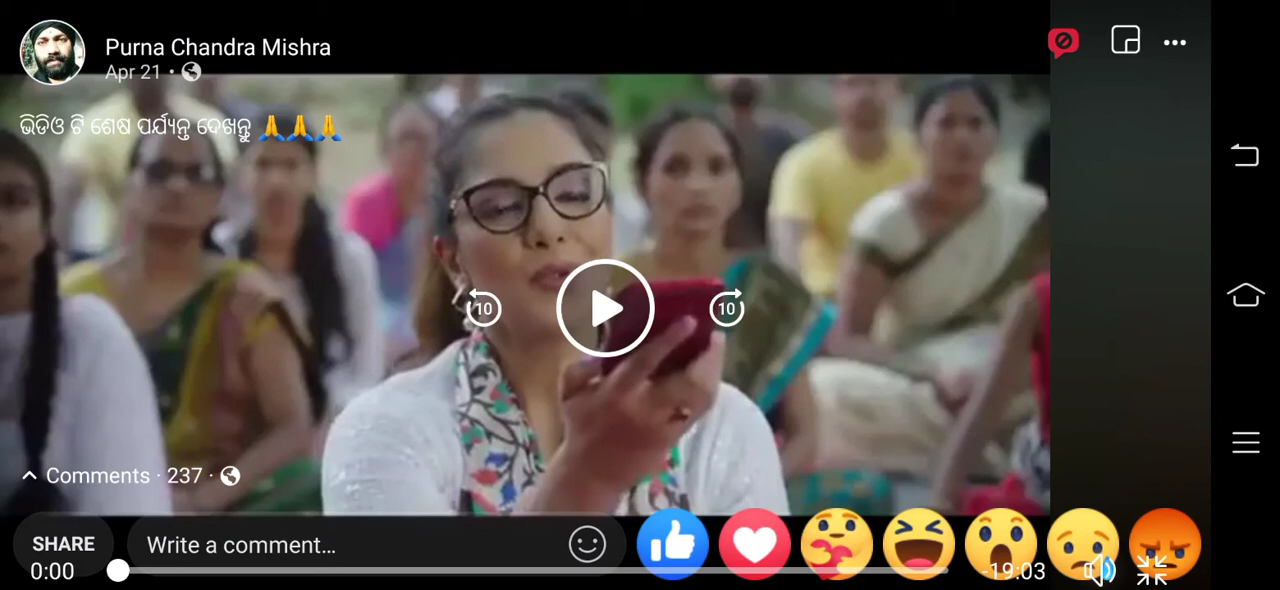 Purna Chandra Mishra
Apr 21 •
ଭିଡିଓ ଟି ଶେଷ ପର୍ଯ୍ୟନ୍ତ ଦେଖନ୍ତୁ 🙏🙏🙏
10
10
Comments · 237 ·
SHARE
Write a comment...
0:00
-19:03